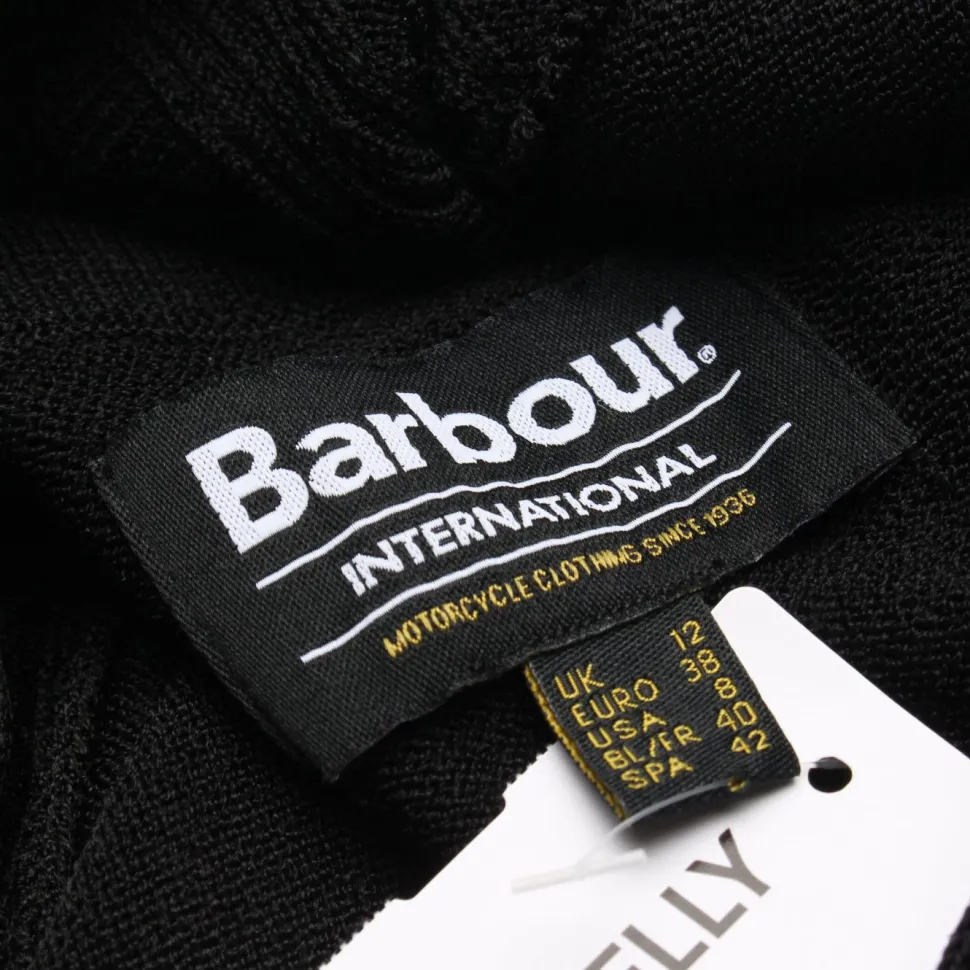 Barbour®
INTERNATIONAL
MOTORCYCLE CLOTHING SINCE 1936
UK 12
EURO 38
USA 8
BL/FR 40
SPA 42